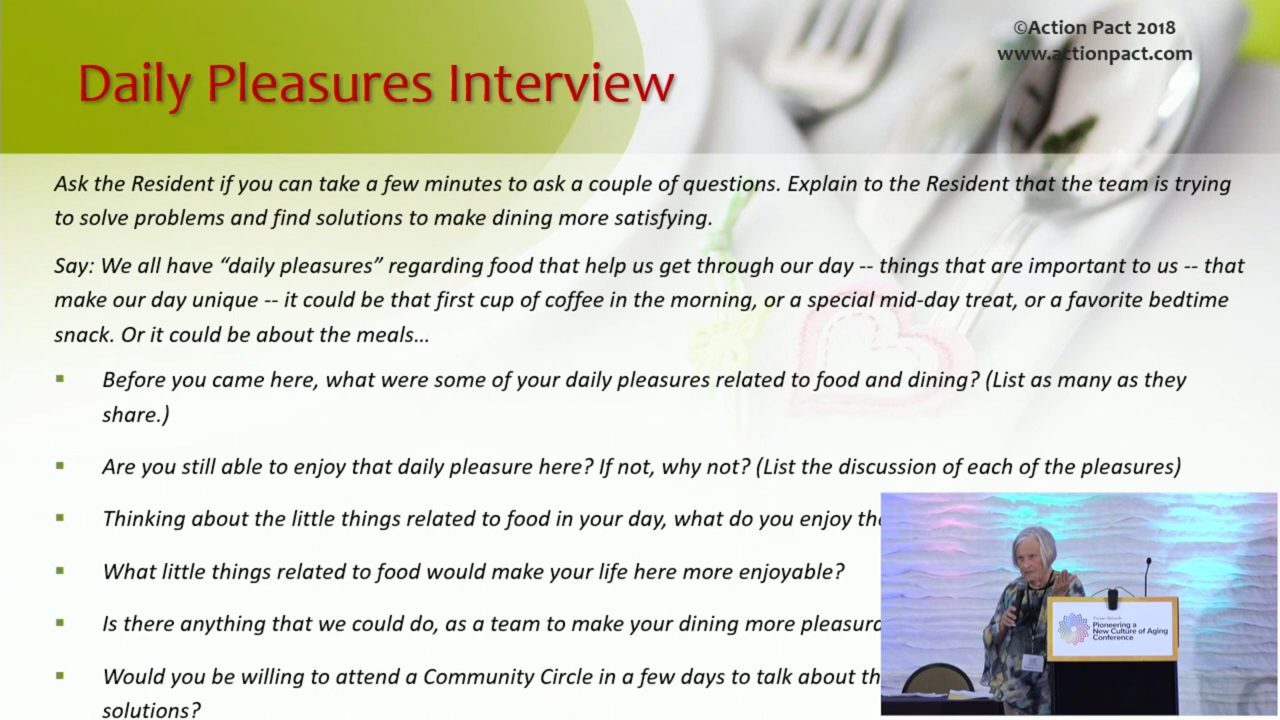 ©Action Pact 2018
www.actionpact.com
Daily Pleasures Interview
Ask the Resident if you can take a few minutes to ask a couple of questions. Explain to the Resident that the team is trying
to solve problems and find solutions to make dining more satisfying.
Say: We all have “daily pleasures” regarding food that help us get through our day -- things that are important to us -- that
make our day unique -- it could be that first cup of coffee in the morning, or a special mid-day treat, or a favorite bedtime
snack. Or it could be about the meals…
Before you came here, what were some of your daily pleasures related to food and dining? (List as many as they
share.)
Are you still able to enjoy that daily pleasure here? If not, why not? (List the discussion of each of the pleasures)
Thinking about the little things related to food in your day, what do you enjoy
What little things related to food would make your life here more enjoyable?
Is there anything that we could do, as a team to make your dining more
Would you be willing to attend a Community Circle in a few days to talk about
solutions?
Pioneering a
New Culture of Aging
Conference